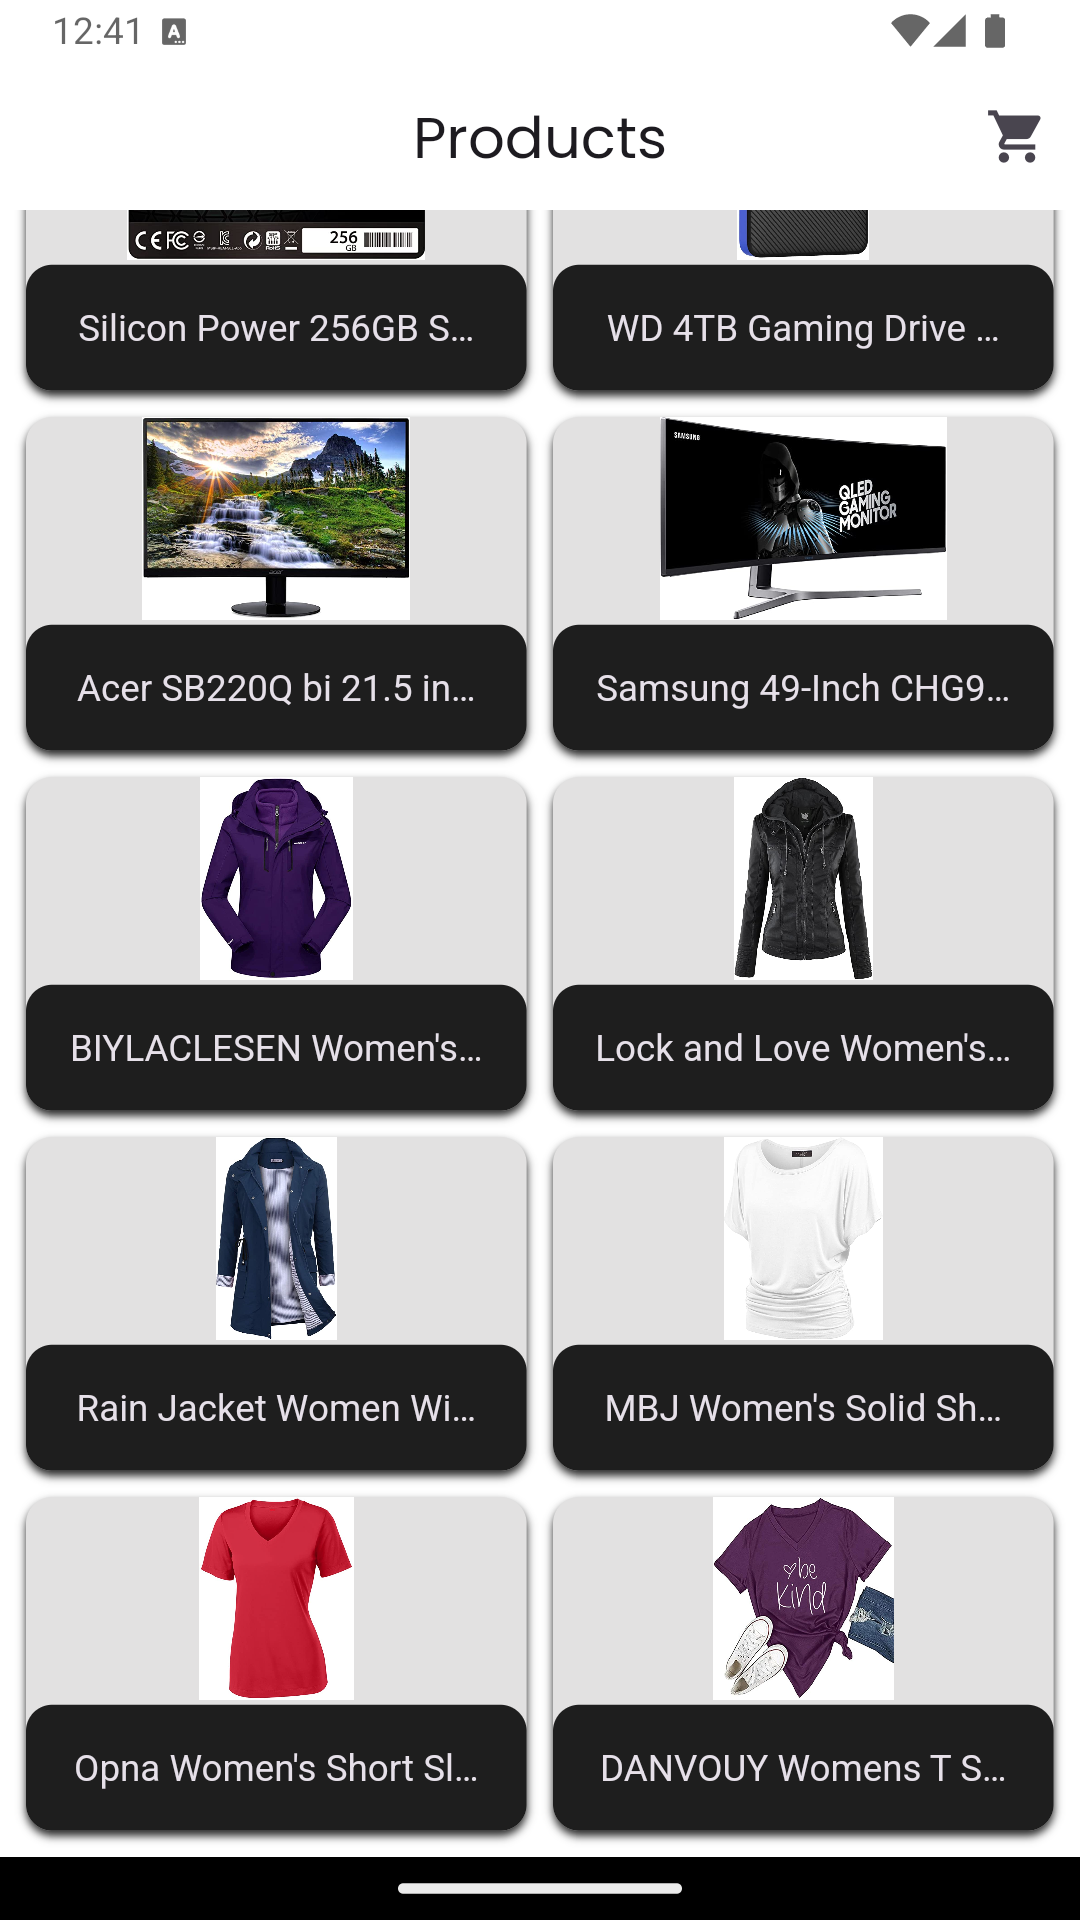 12:41
Products
256
GB
Silicon Power 256GB S...
WD 4TB Gaming Drive ...
SAMSUNG
QLED
GAMING
MONITOR
Acer SB220Q bi 21.5 in...
Samsung 49-Inch CHG9...
BIYLACLESEN Women's...
Lock and Love Women's...
Rain Jacket Women Wi...
MBJ Women's Solid Sh...
be
kind
Opna Women's Short Sl...
DANVOUY Womens T S...